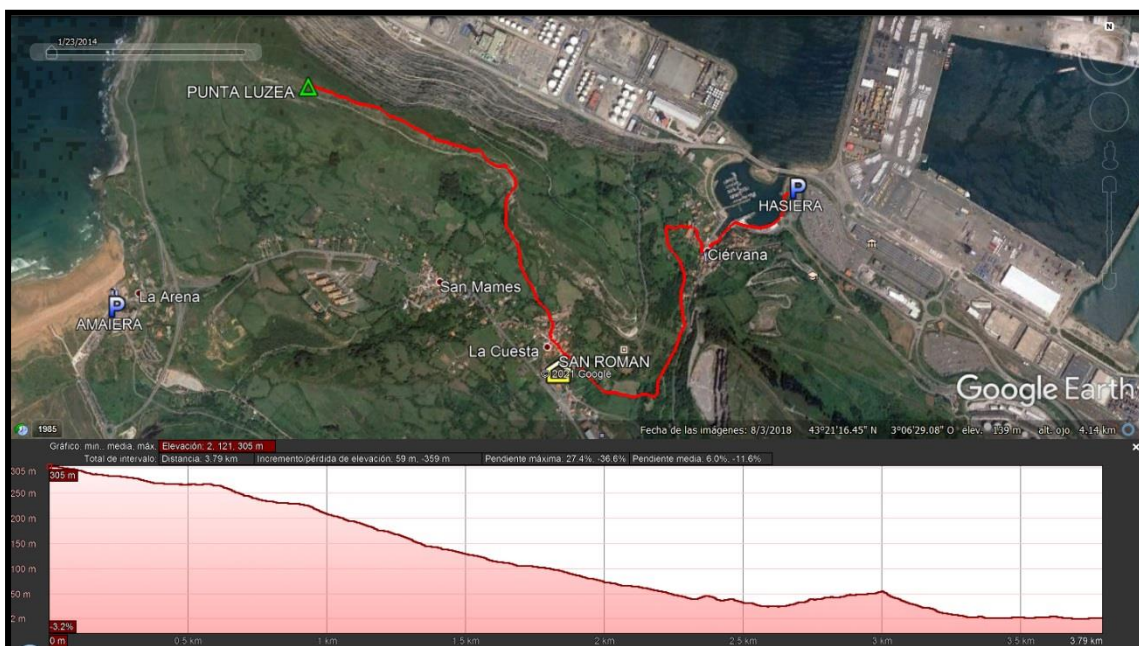 1/23/2014
N
PUNTA LUZEA
HASIERA
Ciérvana
La Arena
San Mames
AMAIERA
La Cuesta
SAN ROMAN
© 2021 Google
Google Earth
1985
Fecha de las imágenes: 8/3/2018 43°21'16.45" N 3°06'29.08" O elev. 139 m alt. ojo 4.14 km
Gráfico: mín., media, máx. Elevación: 2, 121, 305 m
Total de intervalo: Distancia: 3.79 km Incremento/pérdida de elevación: 59 m, -359 m Pendiente máxima: 27.4%, -36.6% Pendiente media: 6.0%, -11.6%
305 m
305 m
250 m
200 m
150 m
100 m
50 m
2 m
-3.2%
0 m 0.5 km 1 km 1.5 km 2 km 2.5 km 3 km 3.5 km 3.79 km